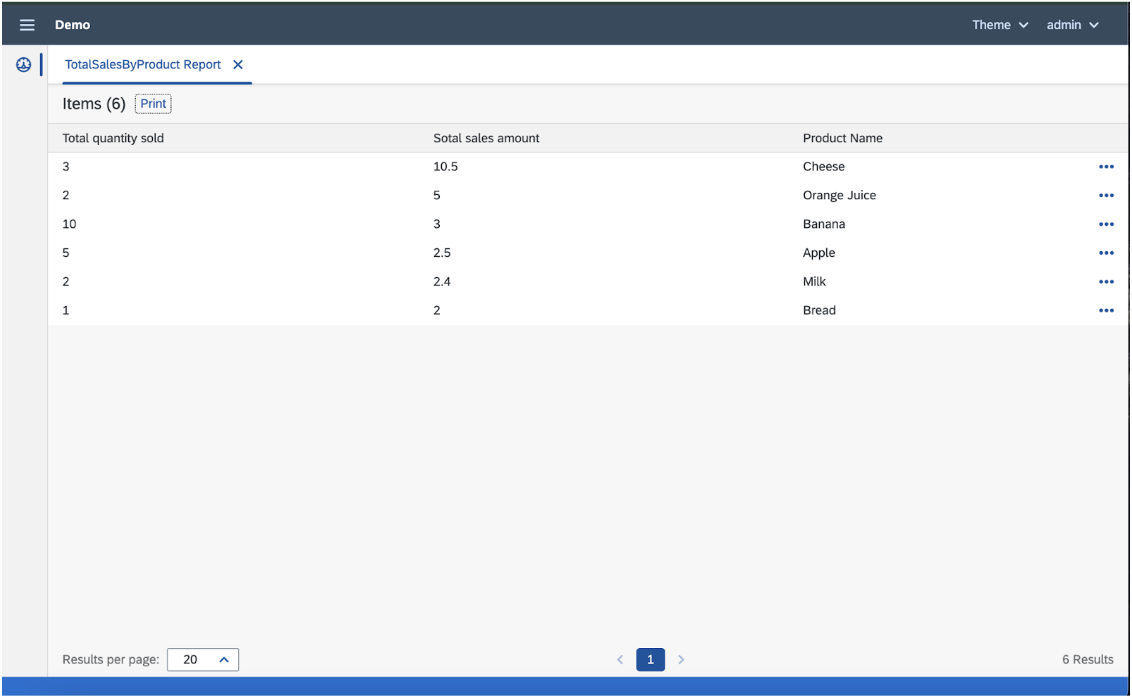 Demo Theme admin
TotalSalesByProduct Report
Items (6) Print
Total quantity sold Sotal sales amount Product Name
3 10.5 Cheese
2 5 Orange Juice
10 3 Banana
5 2.5 Apple
2 2.4 Milk
1 2 Bread
Results per page: 20 1 6 Results